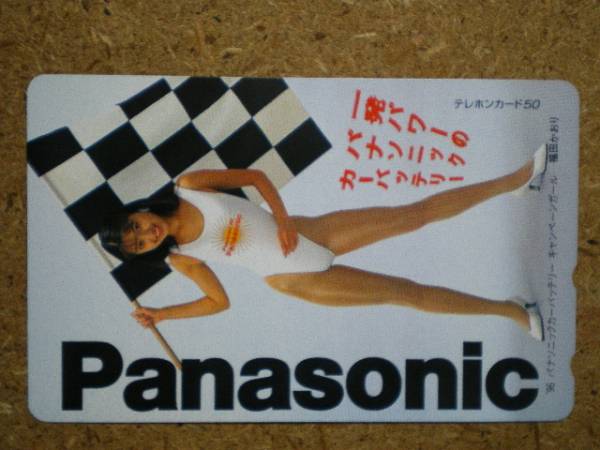 テレホンカード50
一発パワーの
パナソニック
カーバッテリー
'96 パナソニックカーバッテリー キャンペーンガール 福田かおり
Panasonic